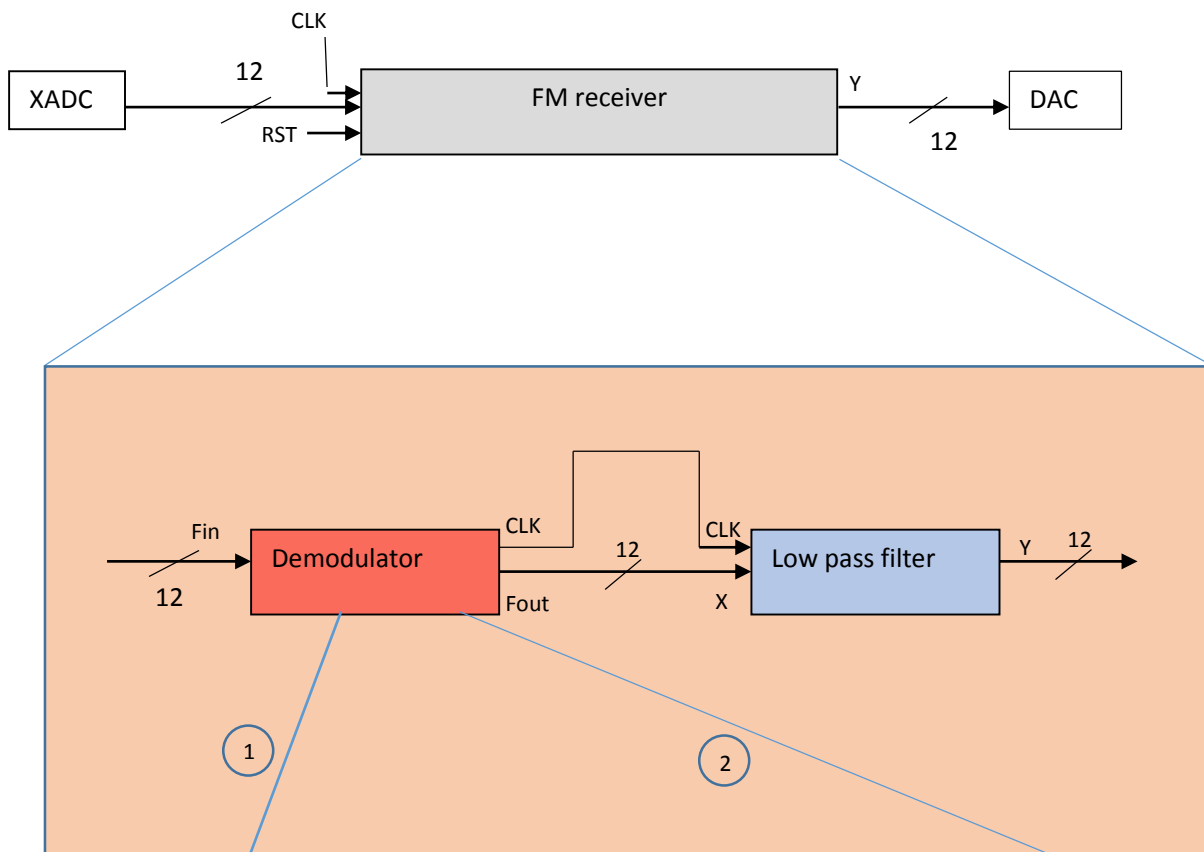 CLK
12
XADC
FM receiver
Y
DAC
RST
12
Fin
CLK
CLK
12
Y
12
Demodulator
Low pass filter
12
Fout
X
1
2